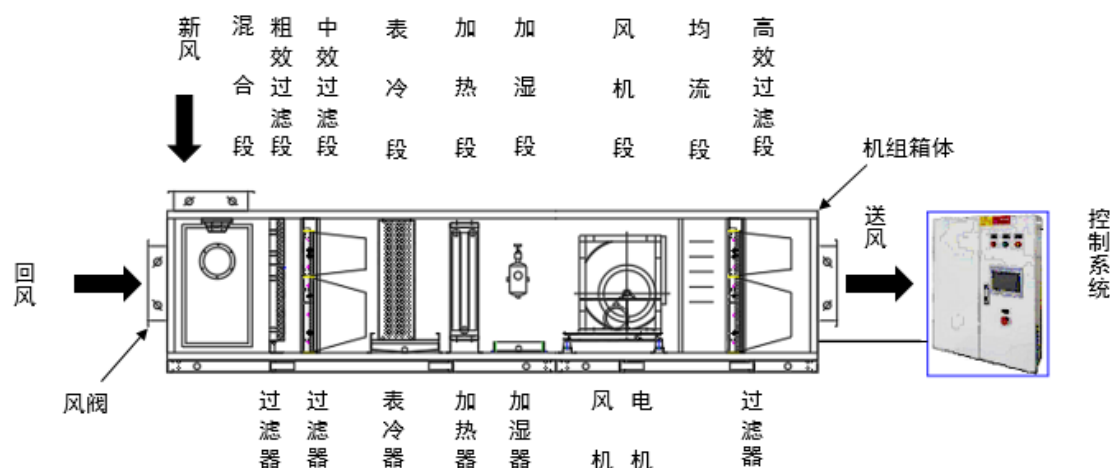 新风
混合段
粗效过滤段
中效过滤段
表冷段
加热段
加湿段
风机段
均流段
高效过滤段
机组箱体
送风
控制系统
回风
风阀
过滤器
过滤器
表冷器
加热器
加湿器
风机
电机
过滤器